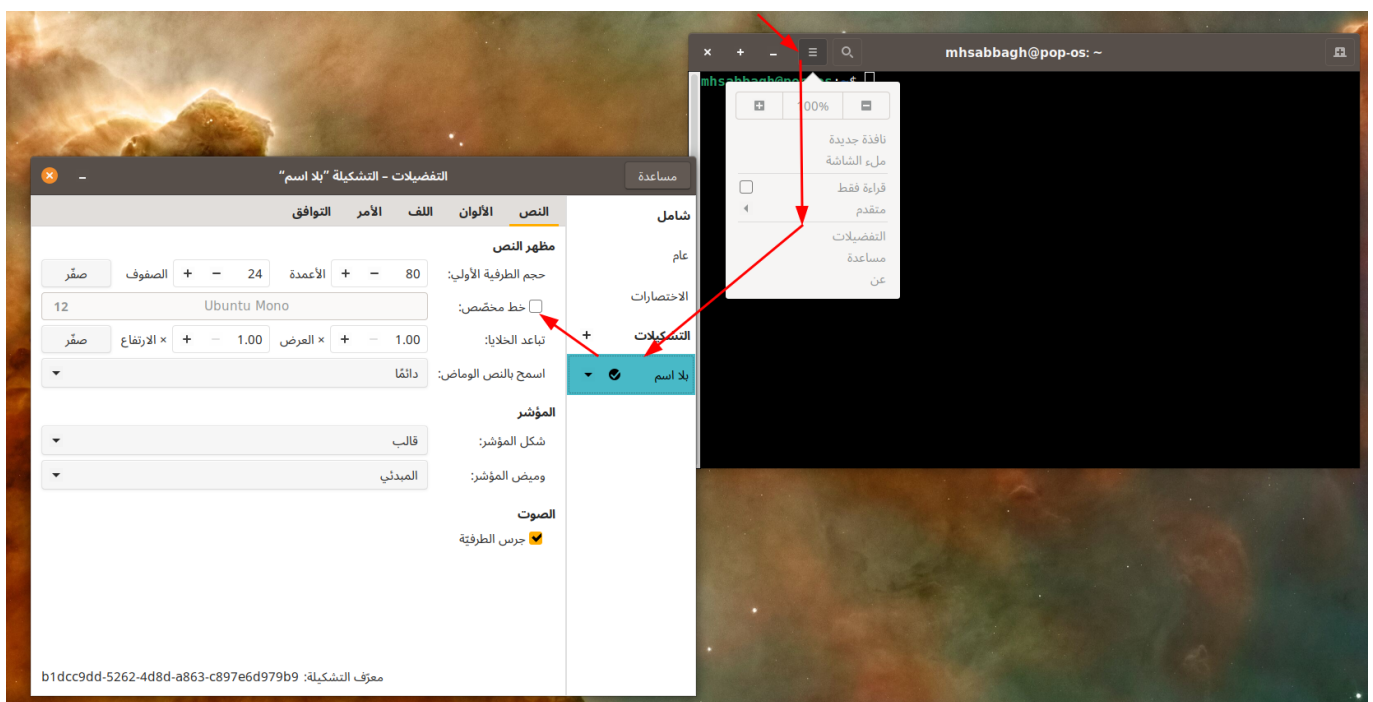 mhsabbagh@pop-os: ~
mhsabbagh@pop-os:~$
100%
نافذة جديدة
ملء الشاشة
قراءة فقط
متقدم
التفضيلات
مساعدة
عن
مساعدة
التفضيلات – التشكيلة ”بلا اسم“
شامل
عام
الاختصارات
التشكيلات +
بلا اسم
النص الألوان اللف الأمر التوافق
مظهر النص
حجم الطرفية الأولي: 80 − + الأعمدة 24 − + الصفوف صفّر
خط مخصّص: Ubuntu Mono 12
تباعد الخلايا: 1.00 − + × العرض 1.00 − + × الارتفاع صفّر
اسمح بالنص الوماض: دائمًا
المؤشر
شكل المؤشر: قالب
وميض المؤشر: المبدئي
الصوت
جرس الطرفيّة
معرّف التشكيلة: b1dcc9dd-5262-4d8d-a863-c897e6d979b9